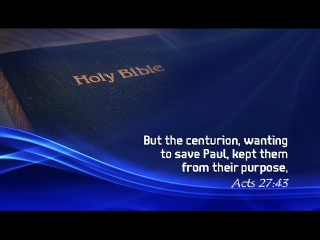 Holy Bible
But the centurion, wanting
to save Paul, kept them
from their purpose,
Acts 27:43